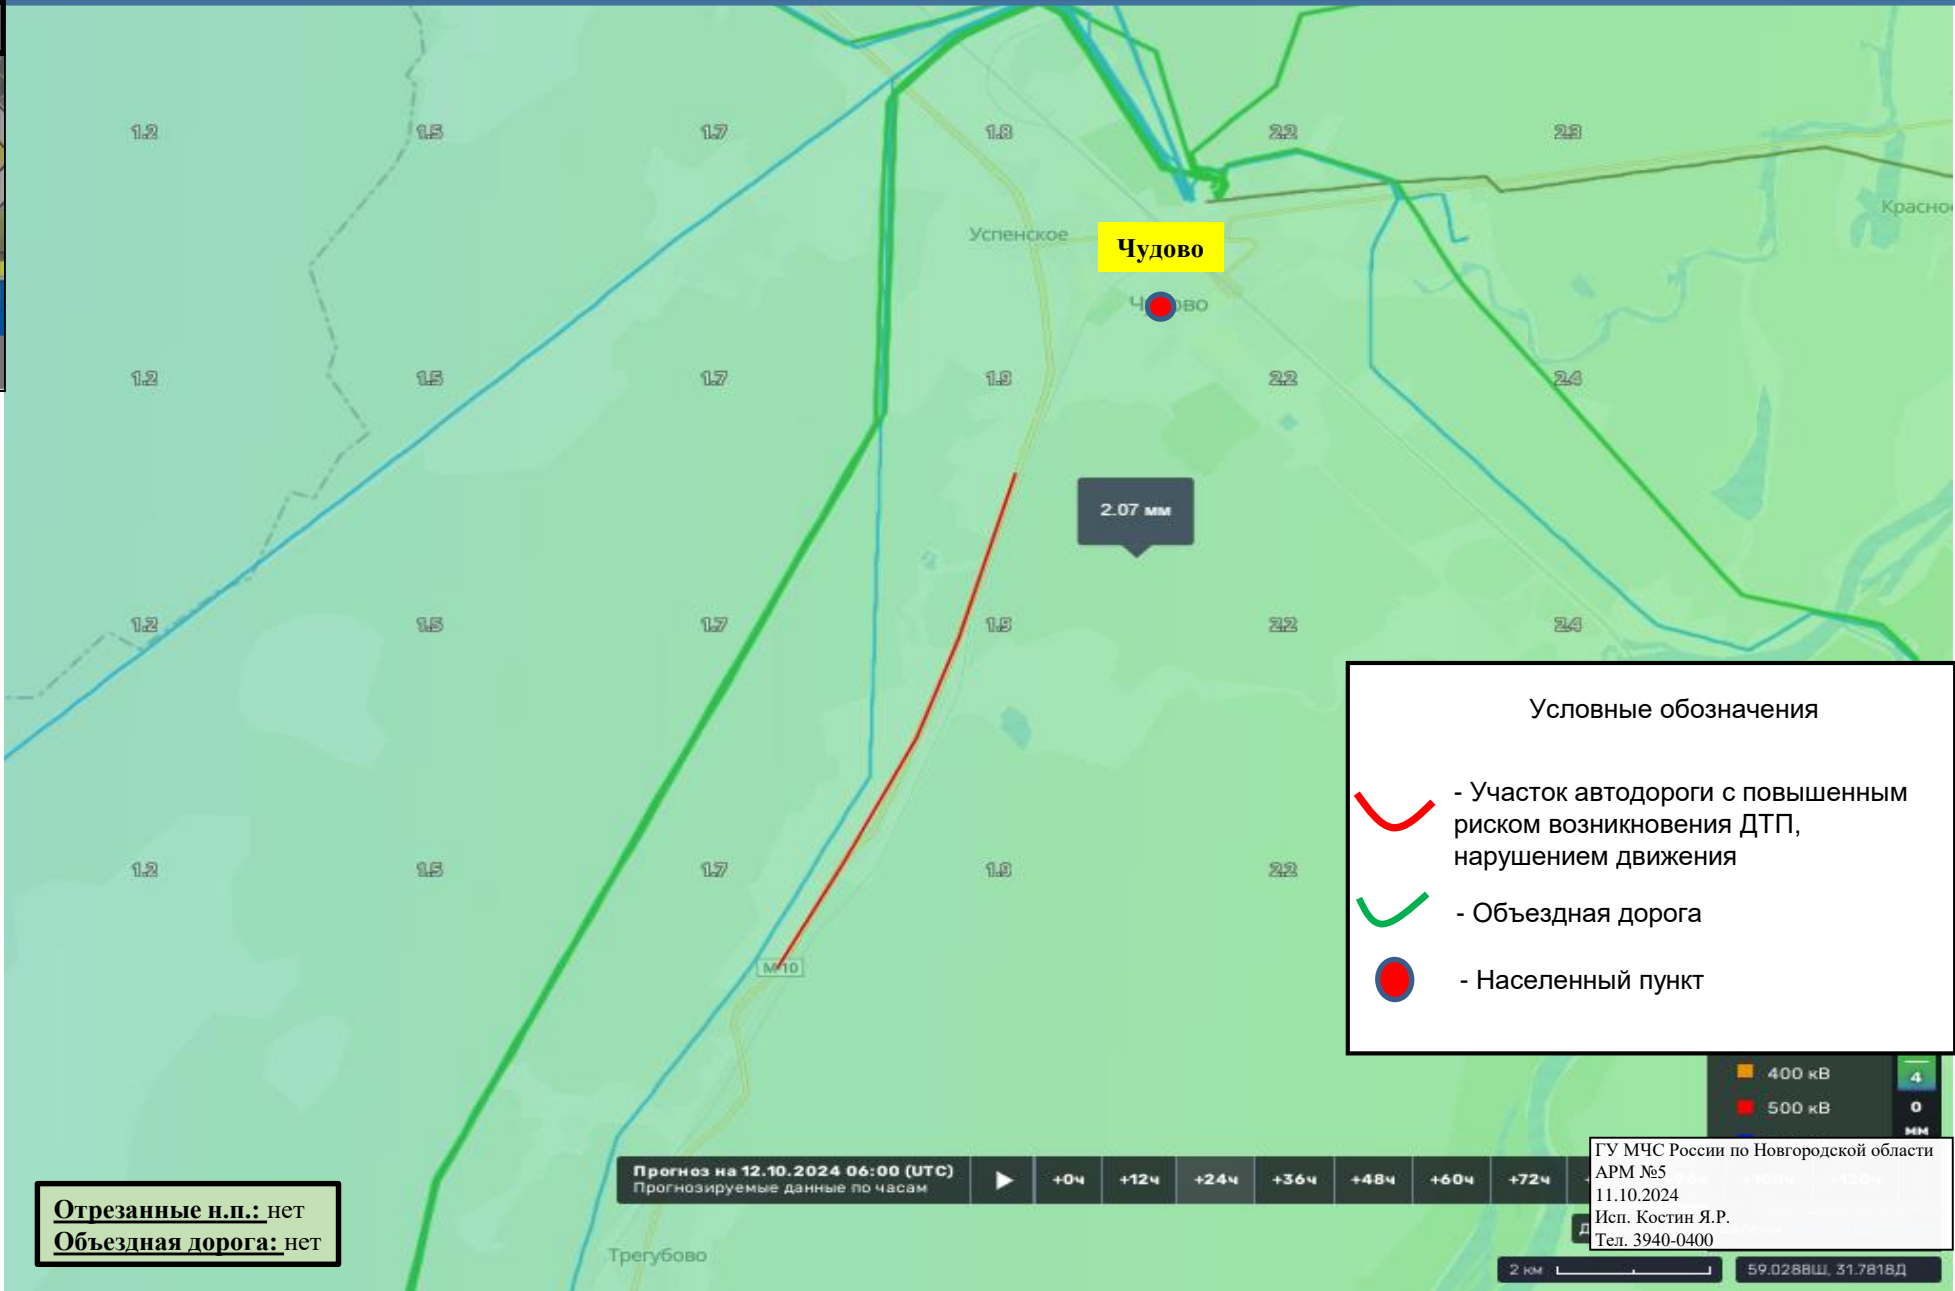 1.2 1.5 1.7 1.8 2.2 2.3
Красно
Успенское
Чудово
1.2 1.5 1.7 1.9 2.2 2.4
2.07 мм
1.2 1.5 1.7 1.9 2.2 2.4
Условные обозначения
- Участок автодороги с повышенным
риском возникновения ДТП,
нарушением движения
1.2 1.5 1.7 1.9 2.2
- Объездная дорога
М-10
- Населенный пункт
400 кВ
4
500 кВ
0
мм
Прогноз на 12.10.2024 06:00 (UTC)
Прогнозируемые данные по часам
+0ч +12ч +24ч +36ч +48ч +60ч +72ч
ГУ МЧС России по Новгородской области
АРМ №5
11.10.2024
Исп. Костин Я.Р.
Тел. 3940-0400
Отрезанные н.п.: нет
Объездная дорога: нет
Трегубово
2 км
59.0288Ш, 31.7818Д